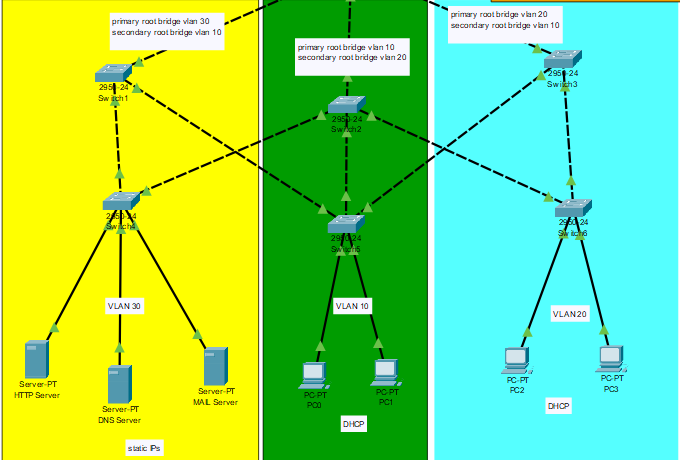 primary root bridge vlan 30
secondary root bridge vlan 10
primary root bridge vlan 10
secondary root bridge vlan 20
primary root bridge vlan 20
secondary root bridge vlan 10
2950-24
Switch1
2950-24
Switch2
2950-24
Switch3
2950-24
Switch4
2950-24
Switch5
2950-24
Switch6
VLAN 30
VLAN 10
VLAN 20
Server-PT
HTTP Server
Server-PT
DNS Server
Server-PT
MAIL Server
PC-PT
PC0
PC-PT
PC1
PC-PT
PC2
PC-PT
PC3
static IPs
DHCP
DHCP